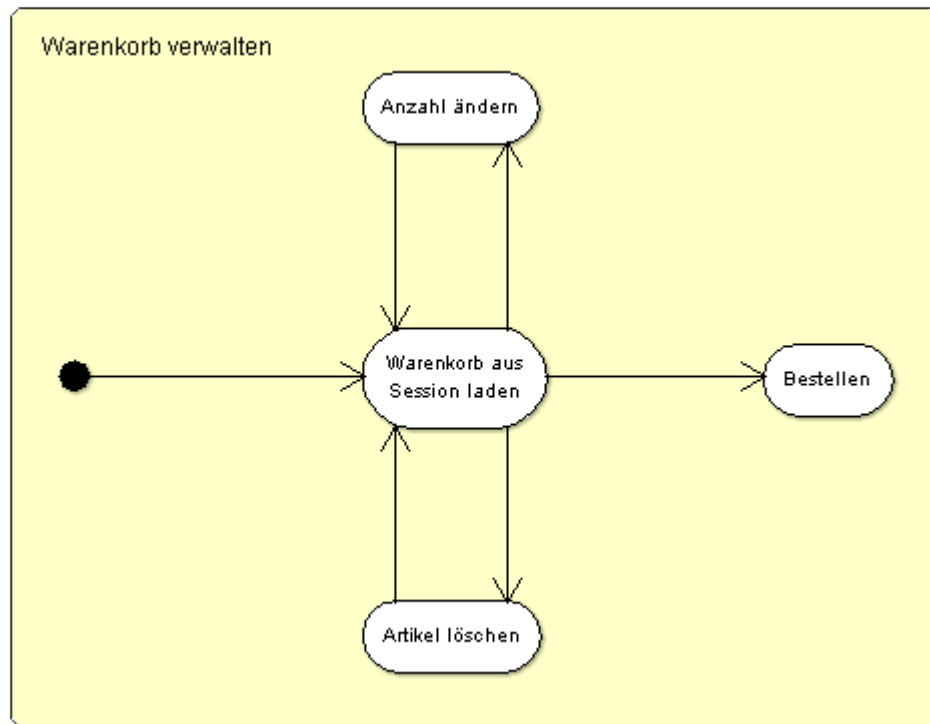 Warenkorb verwalten
Anzahl ändern
Warenkorb aus
Session laden
Bestellen
Artikel löschen